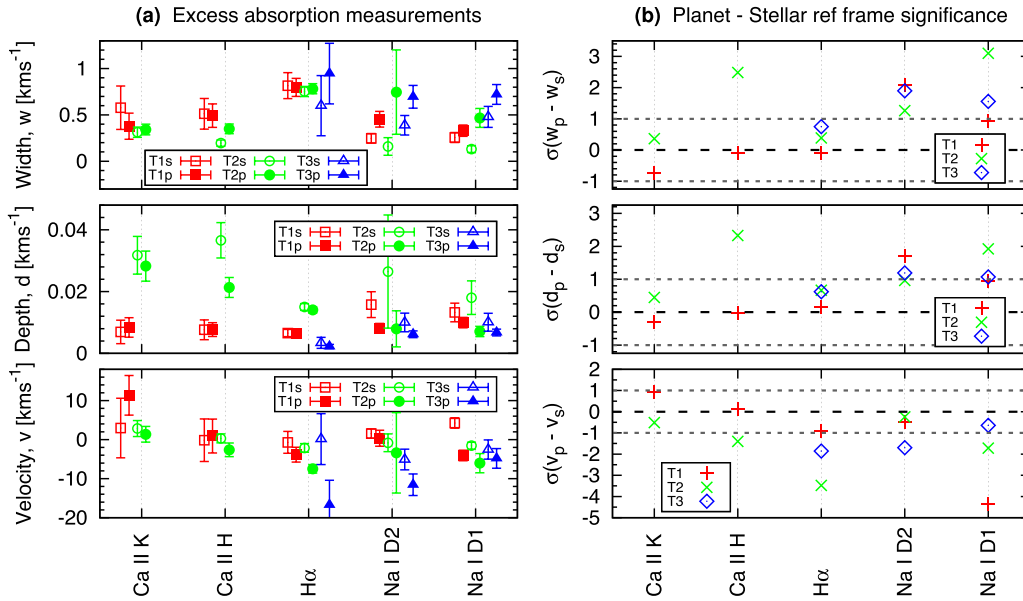 (a) Excess absorption measurements
Width, w [kms-1]
1
0.5
0
T1s T2s T3s
T1p T2p T3p
Depth, d [kms-1]
0.04
0.02
0
T1s T2s T3s
T1p T2p T3p
Velocity, v [kms-1]
10
0
-10
-20
T1s T2s T3s
T1p T2p T3p
Ca II K
Ca II H
Hα
Na I D2
Na I D1
(b) Planet - Stellar ref frame significance
σ(wp - ws)
3
2
1
0
-1
T1
T2
T3
σ(dp - ds)
3
2
1
0
-1
T1
T2
T3
σ(vp - vs)
2
1
0
-1
-2
-3
-4
-5
T1
T2
T3
Ca II K
Ca II H
Hα
Na I D2
Na I D1